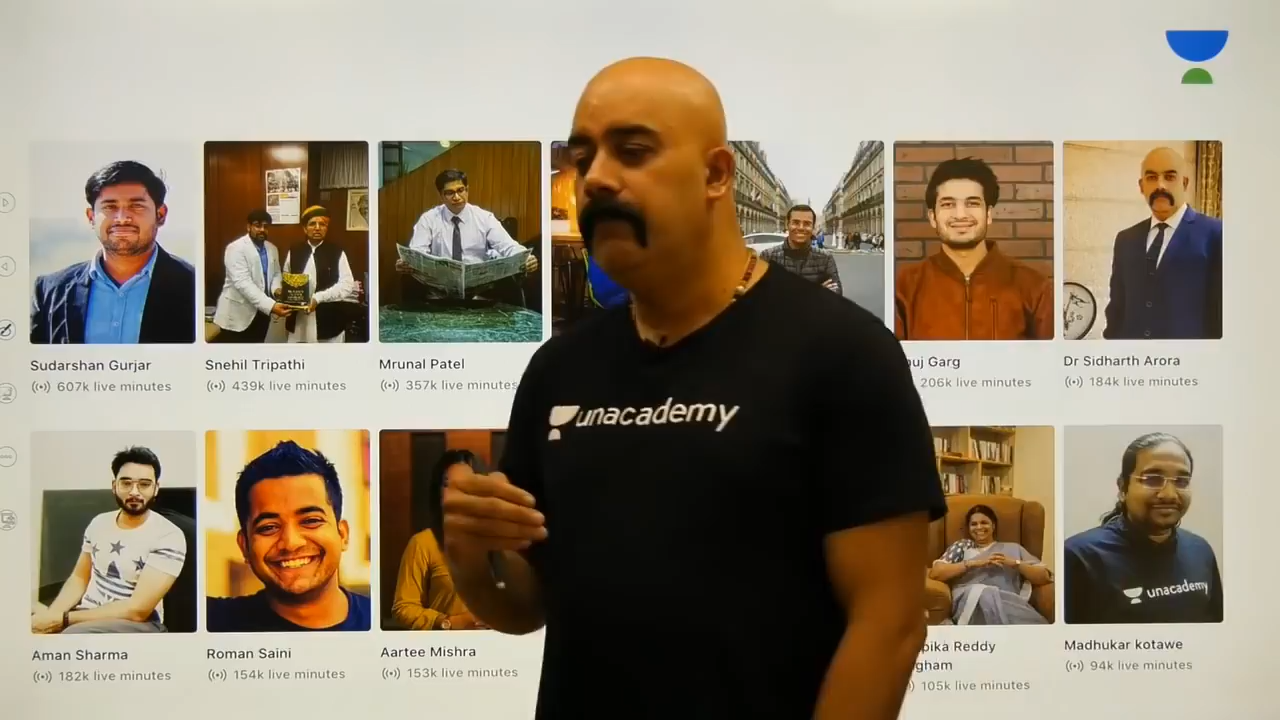 Sudarshan Gurjar
607k live minutes
Snehil Tripathi
439k live minutes
Mrunal Patel
357k live minutes
uj Garg
206k live minutes
Dr Sidharth Arora
184k live minutes
unacademy
Aman Sharma
182k live minutes
Roman Saini
154k live minutes
Aartee Mishra
153k live minutes
pika Reddy
gham
105k live minutes
unacademy
Madhukar kotawe
94k live minutes